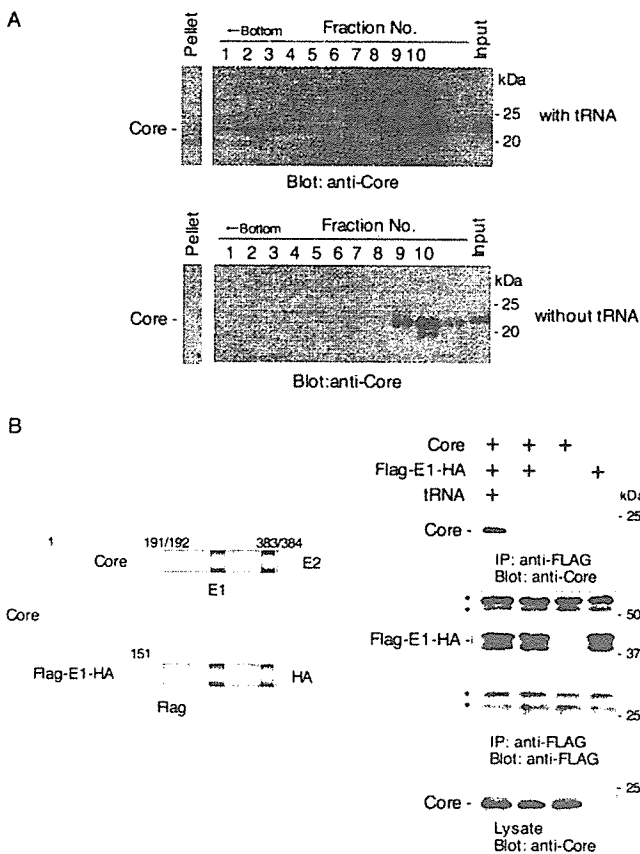 A
Pellet
←Bottom Fraction No. Input
1 2 3 4 5 6 7 8 9 10
kDa
- 25
Core -
- 20
with tRNA
Blot: anti-Core
Pellet
←Bottom Fraction No. Input
1 2 3 4 5 6 7 8 9 10
kDa
- 25
Core -
- 20
without tRNA
Blot:anti-Core
B
Core + + +
Flag-E1-HA + + +
tRNA +
kDa
- 25
Core -
IP: anti-FLAG
Blot: anti-Core
1 191/192 383/384
Core E2
E1
Core
151
Flag-E1-HA HA
Flag
- 50
Flag-E1-HA
- 37
- 25
IP: anti-FLAG
Blot: anti-FLAG
- 25
Core -
Lysate
Blot: anti-Core